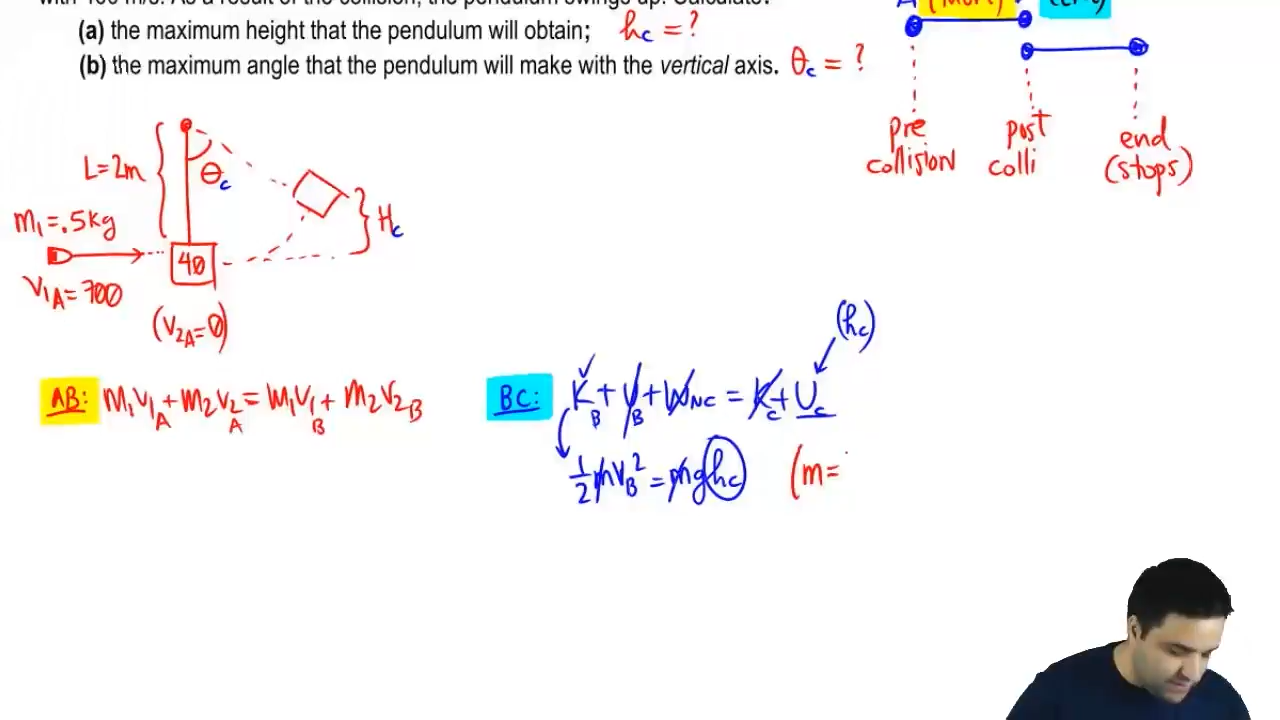 with 400 m/s. As a result of the collision, the pendulum swings up. Calculate:
(a) the maximum height that the pendulum will obtain; hc = ?
(b) the maximum angle that the pendulum will make with the vertical axis. θc = ?
pre collision
post colli
end (stops)
L=2m
θc
Hc
m1=.5kg
40
V1A=700
(V2A=0)
(hc)
AB: m1V1A+m2V2A=m1V1B+m2V2B
BC: KB+UB+WNC = KC+UC
1/2mVB²=mghc (m=